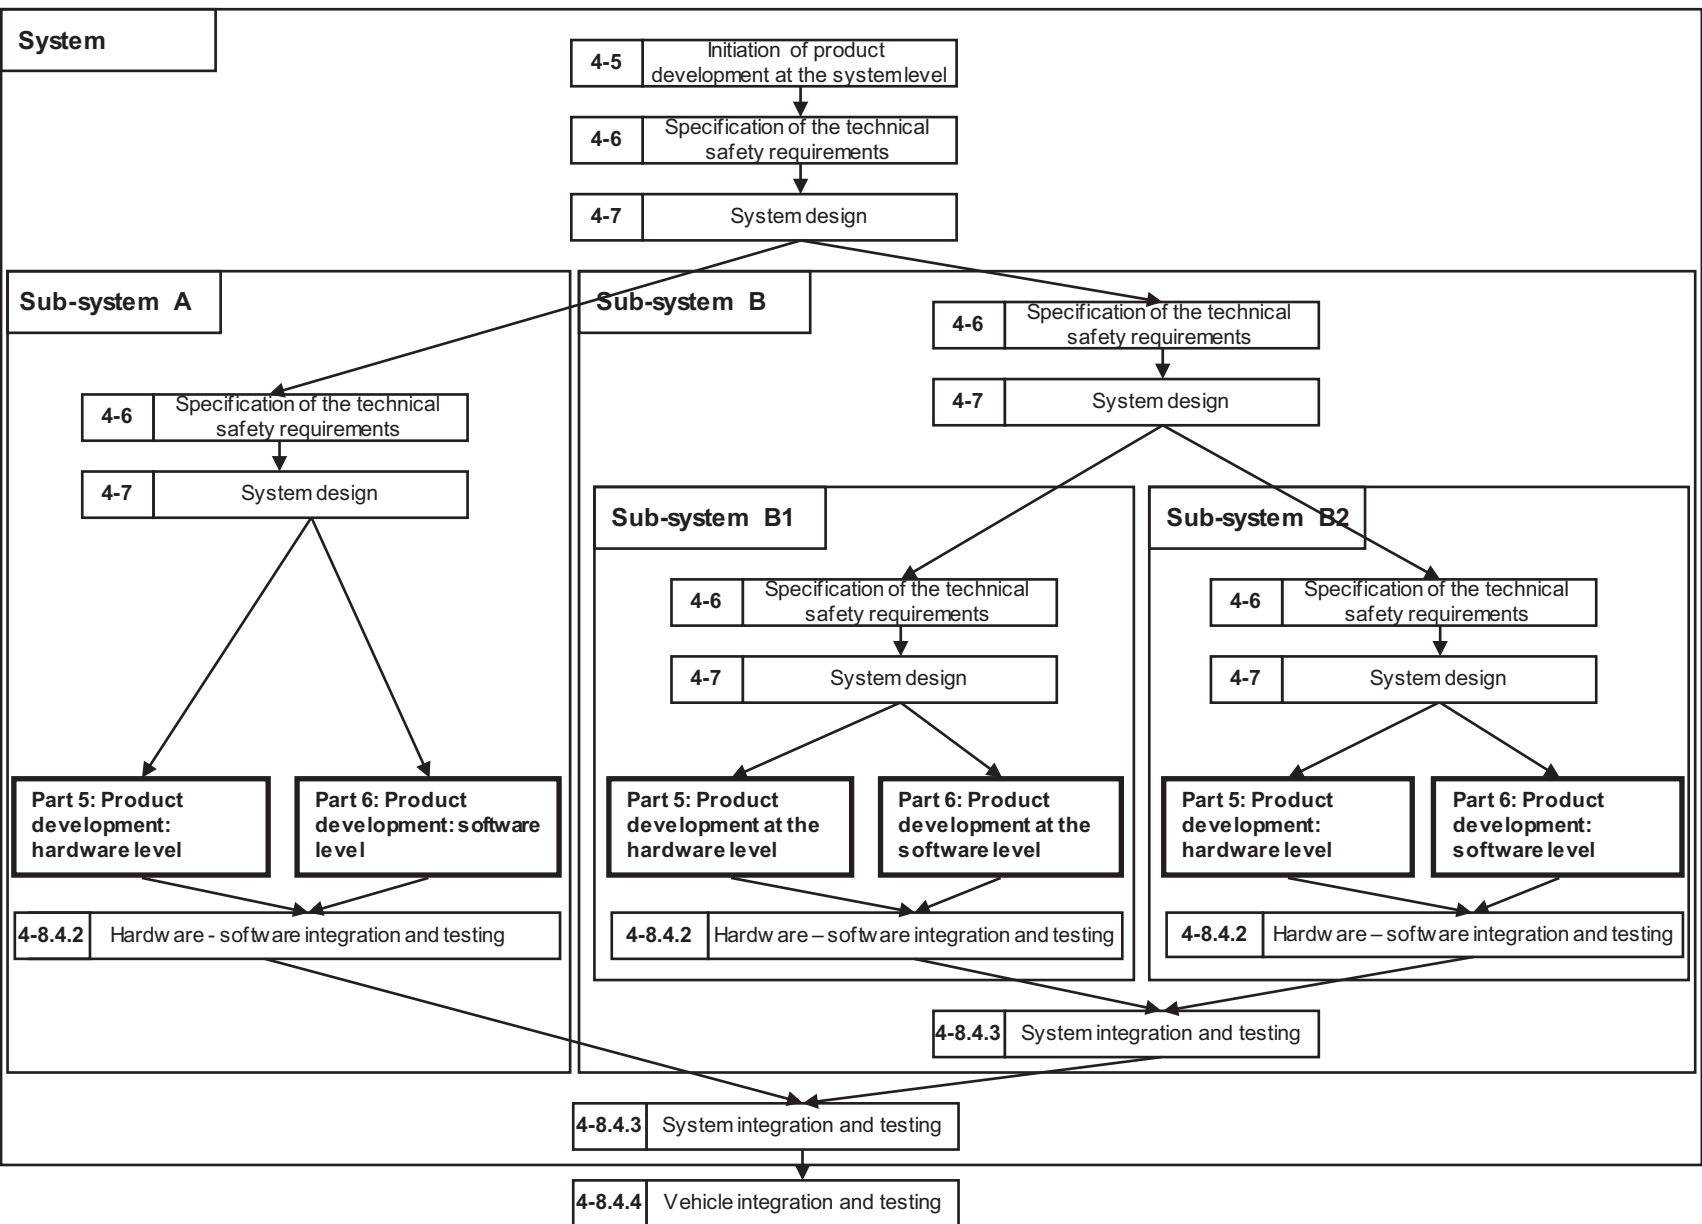 System
4-5
Initiation of product
development at the system level
4-6
Specification of the technical
safety requirements
4-7
System design
Sub-system A
Sub-system B
4-6
Specification of the technical
safety requirements
4-7
System design
4-6
Specification of the technical
safety requirements
4-7
System design
Sub-system B1
Sub-system B2
4-6
Specification of the technical
safety requirements
4-7
System design
4-6
Specification of the technical
safety requirements
4-7
System design
Part 5: Product
development:
hardware level
Part 6: Product
development: software
level
Part 5: Product
development at the
hardware level
Part 6: Product
development at the
software level
Part 5: Product
development:
hardware level
Part 6: Product
development:
software level
4-8.4.2
Hardware - software integration and testing
4-8.4.2
Hardware – software integration and testing
4-8.4.2
Hardware – software integration and testing
4-8.4.3
System integration and testing
4-8.4.3
System integration and testing
4-8.4.4
Vehicle integration and testing